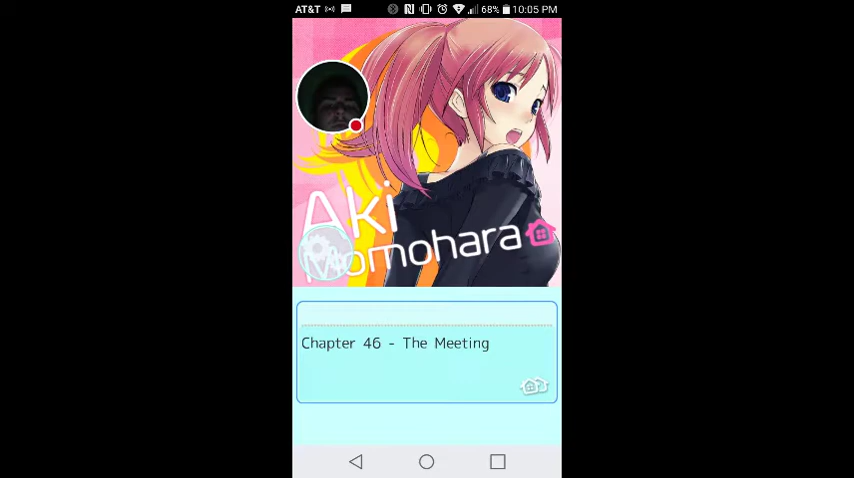 AT&T 68% 10:05 PM
Aki
Momohara
Chapter 46 - The Meeting